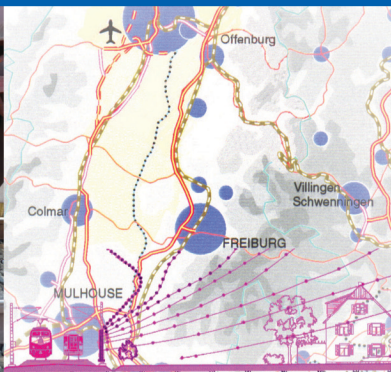 Offenburg
Villingen
Schwenningen
Colmar
FREIBURG
MULHOUSE